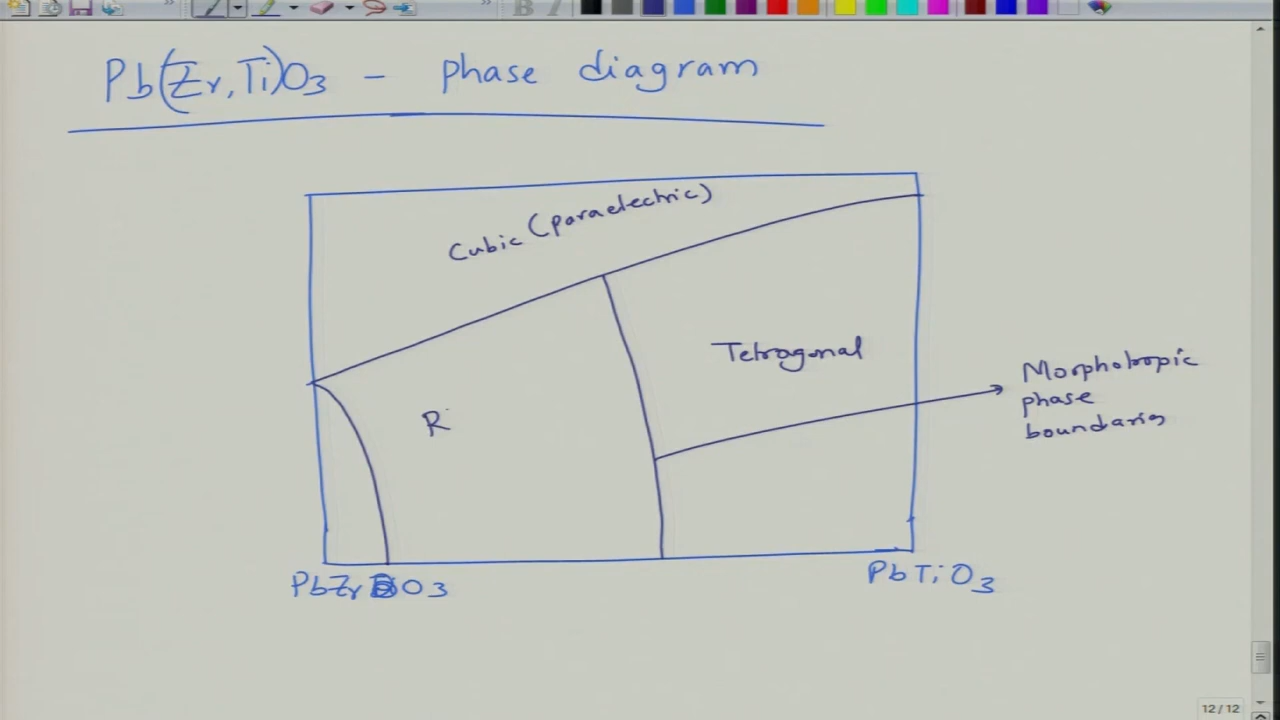 Pb(Zr,Ti)O3 - phase diagram
Cubic (paraelectric)
Tetragonal
R
Morphotropic
phase
boundaries
PbZrO3
PbTiO3
B I
12 / 12